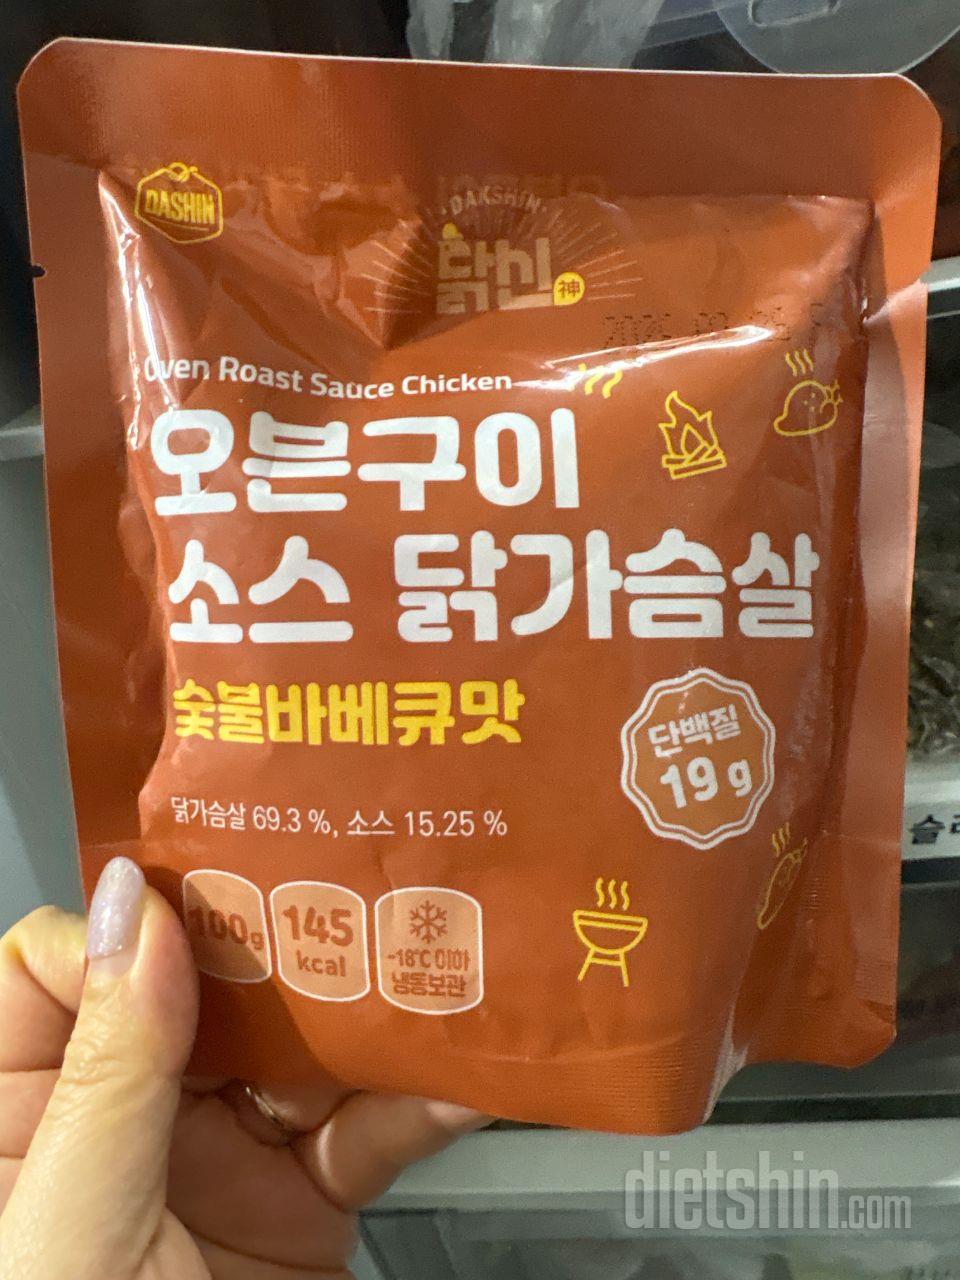 DASHIN
DAKSHIN
닭신
神
Oven Roast Sauce Chicken
오븐구이
소스 닭가슴살
숯불바베큐맛
단백질
19 g
닭가슴살 69.3 %, 소스 15.25 %
100g
145
kcal
-18℃ 이하
냉동보관
dietshin.com